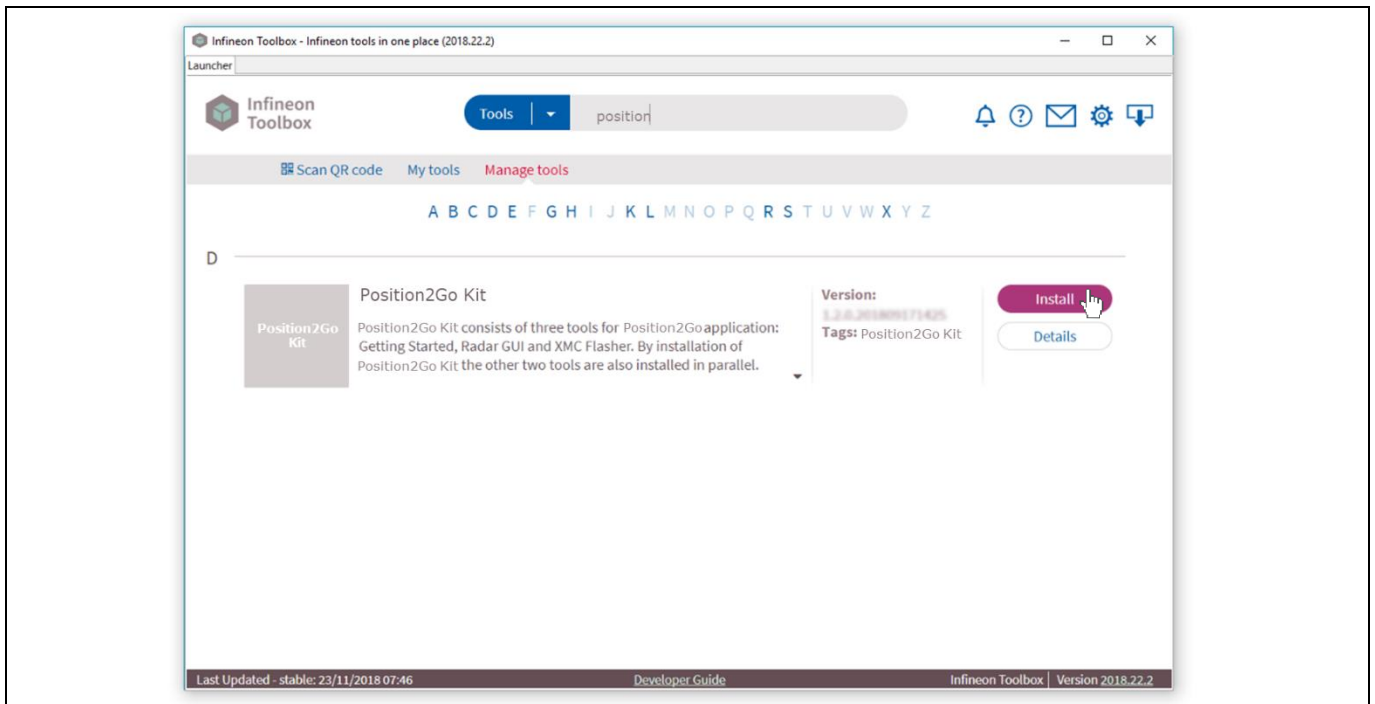 Infineon Toolbox - Infineon tools in one place (2018.22.2)
Launcher
Infineon
Toolbox
Tools
position
Scan QR code My tools Manage tools
A B C D E F G H I J K L M N O P Q R S T U V W X Y Z
D
Position2Go Kit
Position2Go
Kit
Position2Go Kit consists of three tools for Position2Go application:
Getting Started, Radar GUI and XMC Flasher. By installation of
Position2Go Kit the other two tools are also installed in parallel.
Version:
Tags: Position2Go Kit
Install
Details
Last Updated - stable: 23/11/2018 07:46 Developer Guide Infineon Toolbox Version 2018.22.2